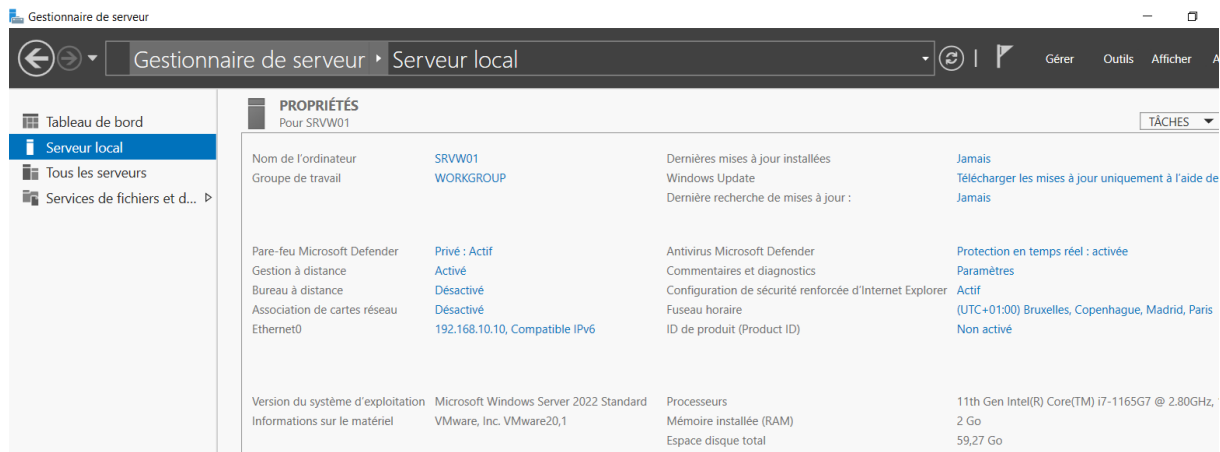 Gestionnaire de serveur
Gestionnaire de serveur Serveur local
Gérer Outils Afficher
Tableau de bord
Serveur local
Tous les serveurs
Services de fichiers et d...
PROPRIÉTÉS
Pour SRVW01
TÂCHES
Nom de l'ordinateur SRVW01
Groupe de travail WORKGROUP
Dernières mises à jour installées Jamais
Windows Update Télécharger les mises à jour uniquement à l'aide de
Dernière recherche de mises à jour : Jamais
Pare-feu Microsoft Defender Privé : Actif
Gestion à distance Activé
Bureau à distance Désactivé
Association de cartes réseau Désactivé
Ethernet0 192.168.10.10, Compatible IPv6
Antivirus Microsoft Defender Protection en temps réel : activée
Commentaires et diagnostics Paramètres
Configuration de sécurité renforcée d'Internet Explorer Actif
Fuseau horaire (UTC+01:00) Bruxelles, Copenhague, Madrid, Paris
ID de produit (Product ID) Non activé
Version du système d'exploitation Microsoft Windows Server 2022 Standard
Informations sur le matériel VMware, Inc. VMware20,1
Processeurs 11th Gen Intel(R) Core(TM) i7-1165G7 @ 2.80GHz,
Mémoire installée (RAM) 2 Go
Espace disque total 59,27 Go